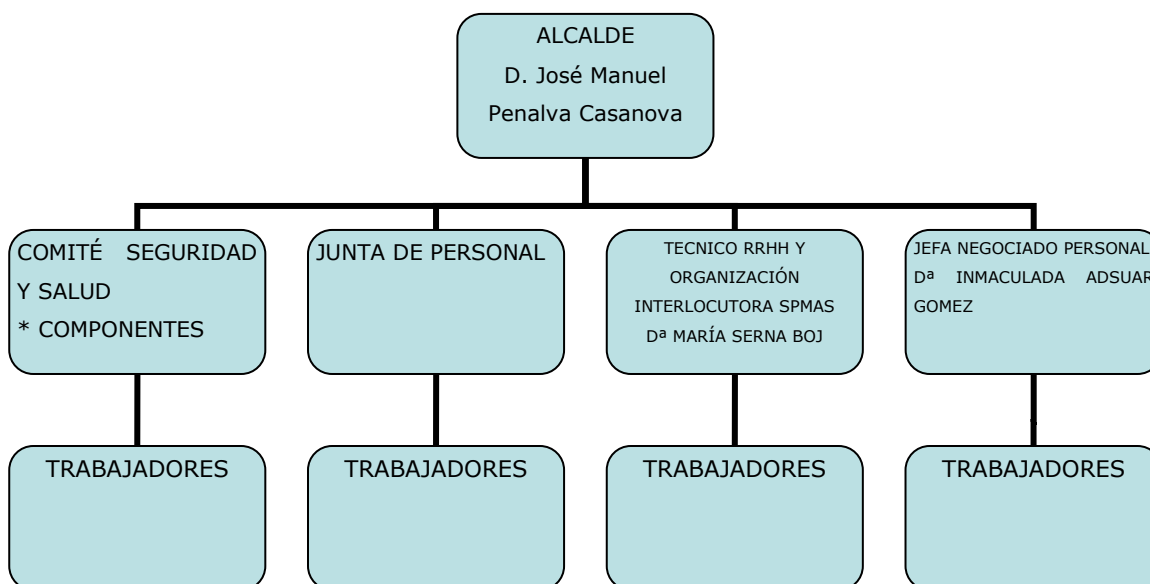 ALCALDE
D. José Manuel
Penalva Casanova
COMITÉ SEGURIDAD
Y SALUD
* COMPONENTES
JUNTA DE PERSONAL
TECNICO RRHH Y
ORGANIZACIÓN
INTERLOCUTORA SPMAS
Dª MARÍA SERNA BOJ
JEFA NEGOCIADO PERSONAL
Dª INMACULADA ADSUAR
GOMEZ
TRABAJADORES
TRABAJADORES
TRABAJADORES
TRABAJADORES